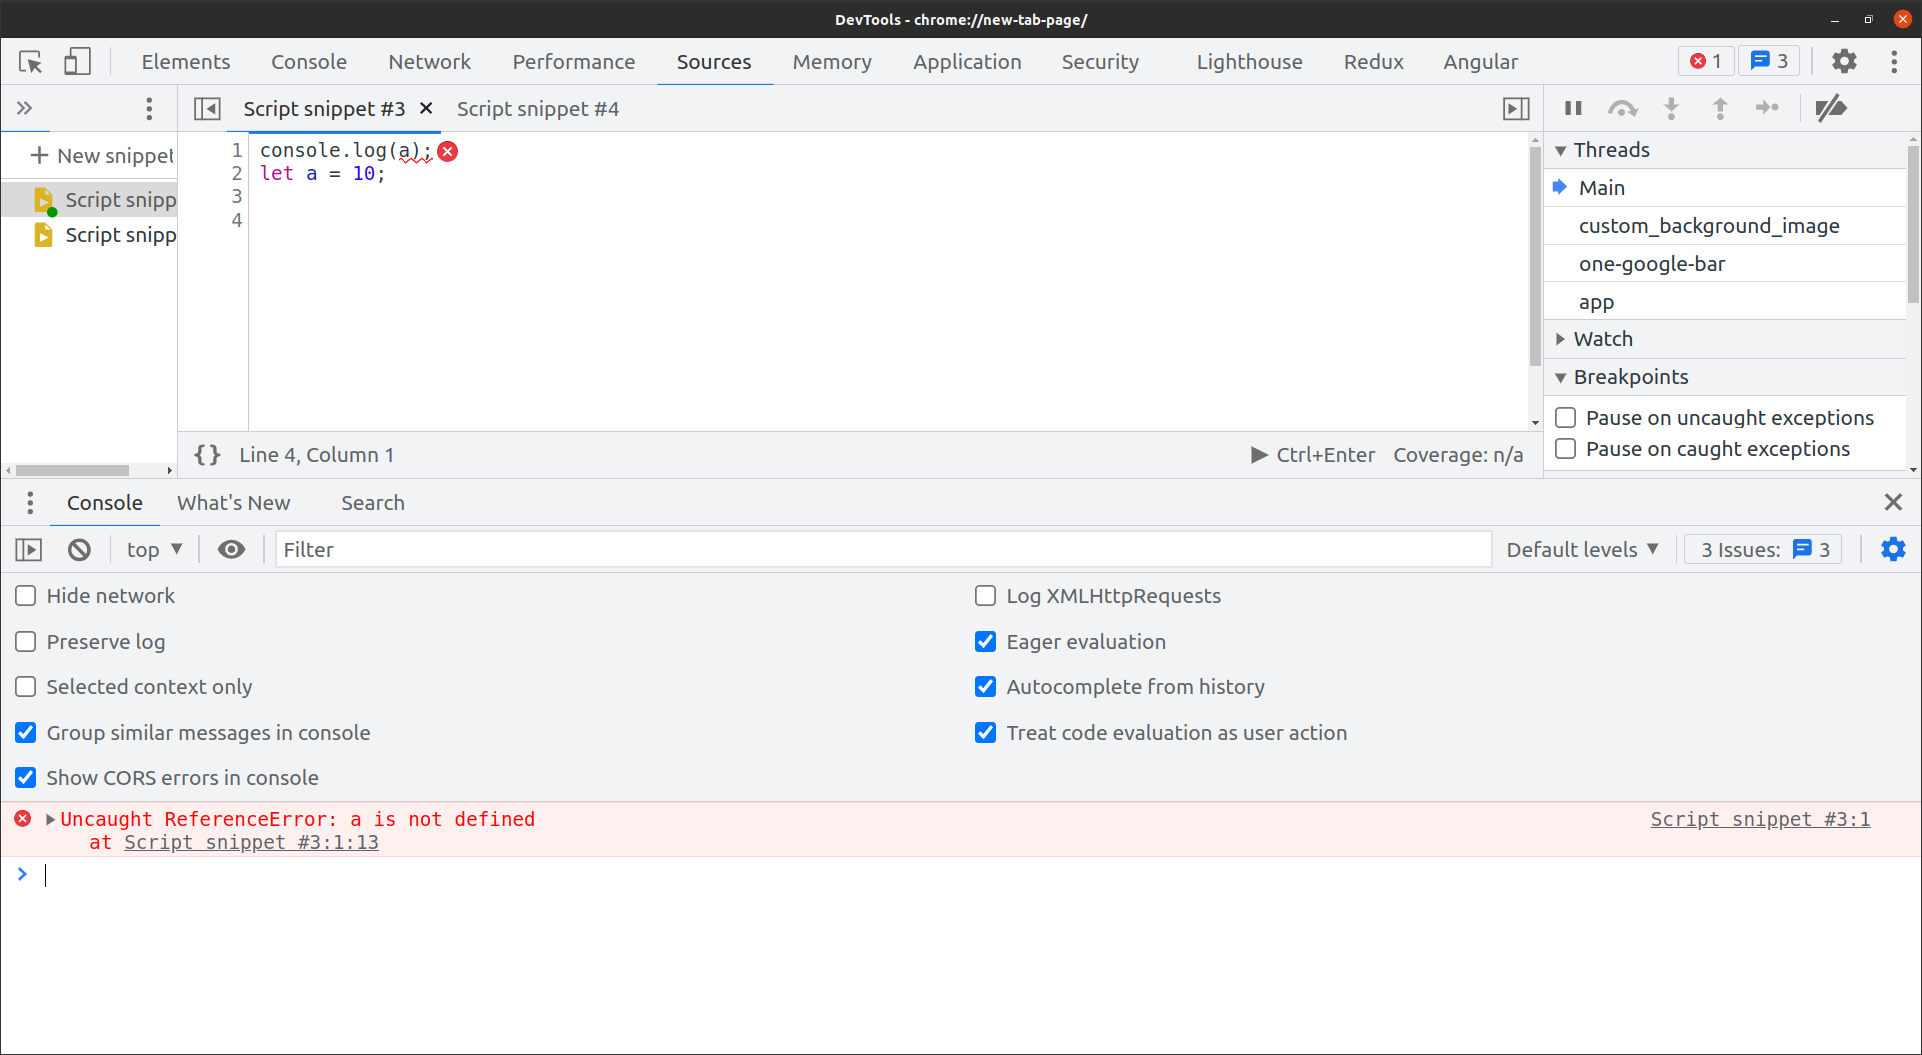 DevTools - chrome://new-tab-page/
Elements Console Network Performance Sources Memory Application Security Lighthouse Redux Angular 1 3
Script snippet #3 Script snippet #4
New snippet
Script snipp
Script snipp
1 console.log(a);
2 let a = 10;
3
4
{} Line 4, Column 1 Ctrl+Enter Coverage: n/a
Threads
Main
custom_background_image
one-google-bar
app
Watch
Breakpoints
Pause on uncaught exceptions
Pause on caught exceptions
Console What's New Search
top Filter Default levels 3 Issues: 3
Hide network Log XMLHttpRequests
Preserve log Eager evaluation
Selected context only Autocomplete from history
Group similar messages in console Treat code evaluation as user action
Show CORS errors in console
Uncaught ReferenceError: a is not defined Script snippet #3:1
at Script snippet #3:1:13